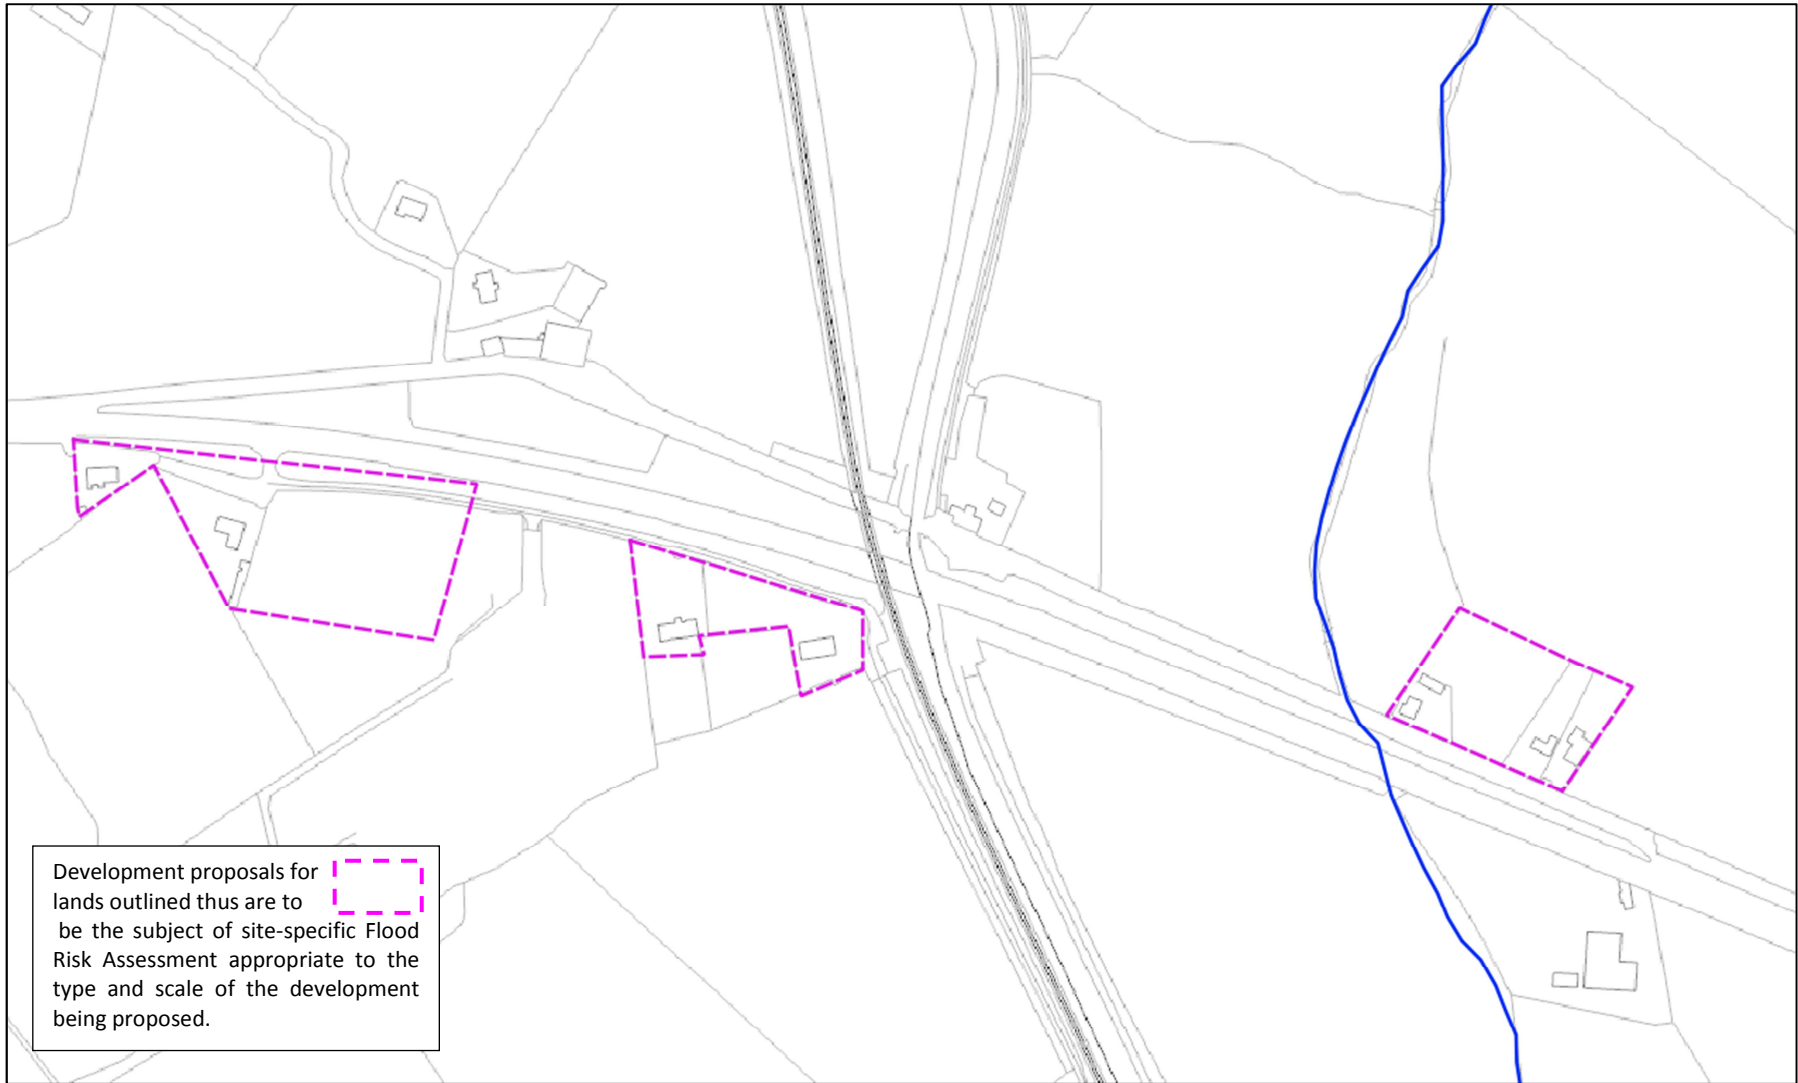 Development proposals for
lands outlined thus are to
be the subject of site-specific Flood
Risk Assessment appropriate to the
type and scale of the development
being proposed.